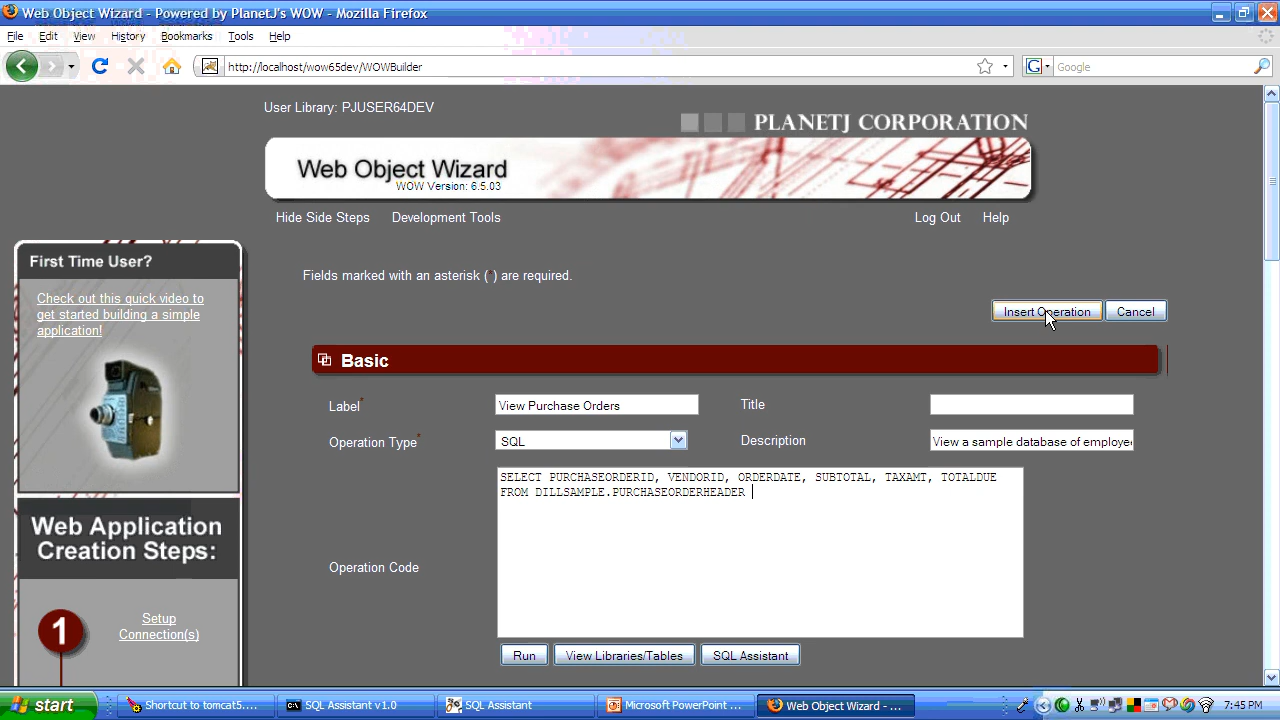 Web Object Wizard - Powered by PlanetJ's WOW - Mozilla Firefox
File Edit View History Bookmarks Tools Help
http://localhost/wow65dev/WOWBuilder
G Google
User Library: PJUSER64DEV
PLANETJ CORPORATION
Web Object Wizard
WOW Version: 6.5.03
Hide Side Steps Development Tools Log Out Help
First Time User?
Check out this quick video to
get started building a simple
application!
Web Application
Creation Steps:
1
Setup
Connection(s)
Fields marked with an asterisk (*) are required.
Insert Operation Cancel
Basic
Label* View Purchase Orders Title
Operation Type* SQL Description View a sample database of employee
SELECT PURCHASEORDERID, VENDORID, ORDERDATE, SUBTOTAL, TAXAMT, TOTALDUE
FROM DILLSAMPLE.PURCHASEORDERHEADER
Operation Code
Run View Libraries/Tables SQL Assistant
start Shortcut to tomcat5.... SQL Assistant v1.0 SQL Assistant Microsoft PowerPoint ... Web Object Wizard - ... 7:45 PM